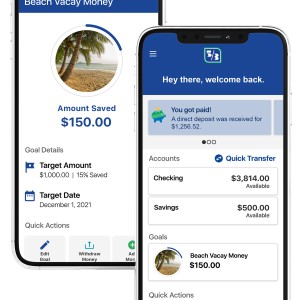 Beach Vacay Money
Amount Saved
$150.00
Goal Details
Target Amount
$1,000.00 | 15% Saved
Target Date
December 1, 2021
Quick Actions
Edit
Goal
Withdraw
Money
Add
Mon
Hey there, welcome back.
You got paid!
A direct deposit was received for
$1,256.52.
Accounts
Quick Transfer
Checking
$3,814.00
Available
Savings
$500.00
Available
Goals
Beach Vacay Money
$150.00
Quick Actions